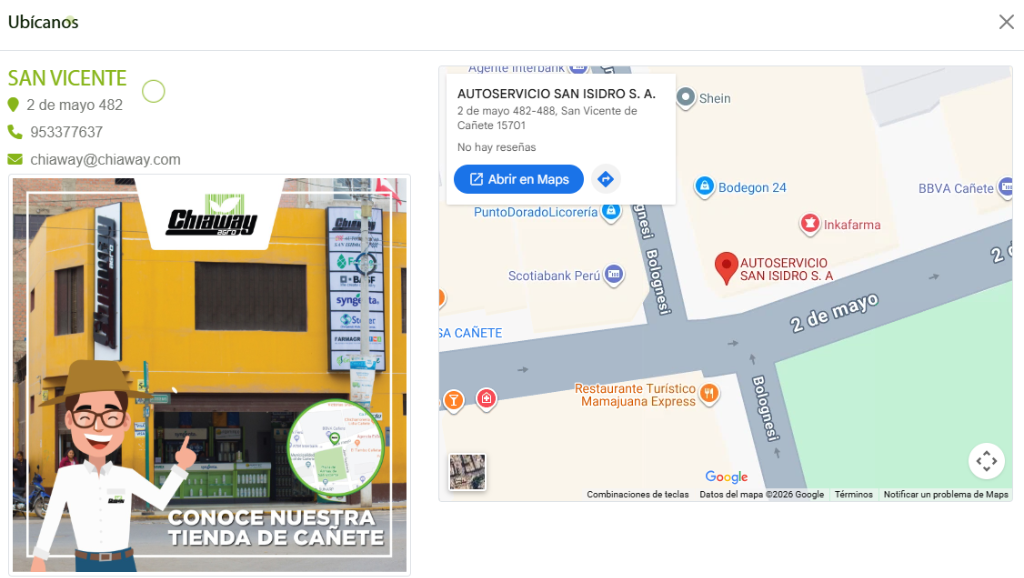 Ubícanos
SAN VICENTE
2 de mayo 482
953377637
chiaway@chiaway.com
Chiaway
agro
Chiaway
syngenta
BASF
CONOCE NUESTRA
TIENDA DE CAÑETE
Agente Interbank
AUTOSERVICIO SAN ISIDRO S. A.
2 de mayo 482-488, San Vicente de
Cañete 15701
No hay reseñas
Abrir en Maps
Shein
Bodegon 24
BBVA Cañete
PuntoDoradoLicorería
Inkafarma
Scotiabank Perú
AUTOSERVICIO
SAN ISIDRO S. A
Bolognesi
2 de mayo
SA CAÑETE
Restaurante Turístico
Mamajuana Express
Bolognesi
Google
Combinaciones de teclas
Datos del mapa ©2026 Google
Términos
Notificar un problema de Maps